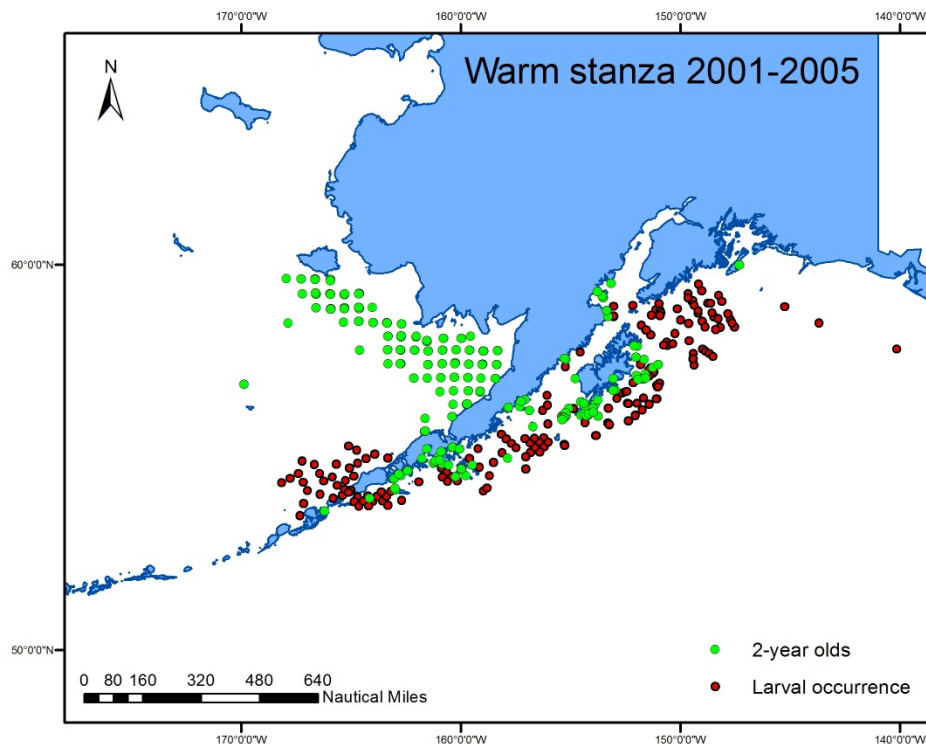 170°0'0"W 160°0'0"W 150°0'0"W 140°0'0"W
Warm stanza 2001-2005
N
60°0'0"N
50°0'0"N
2-year olds
Larval occurrence
0 80 160 320 480 640
Nautical Miles
170°0'0"W 160°0'0"W 150°0'0"W 140°0'0"W